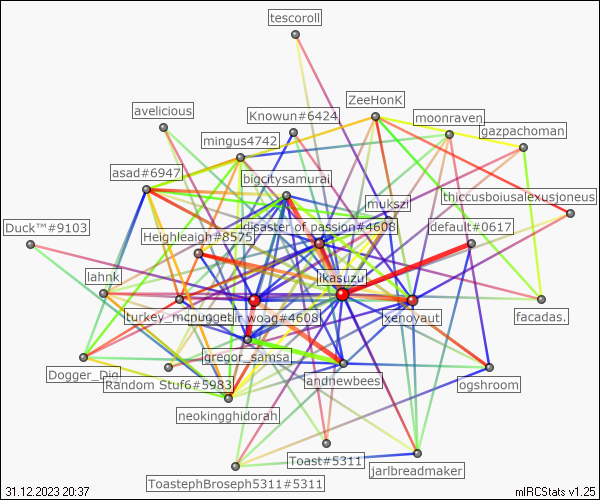 tescoroll
ZeeHonK
avelicious
Knowun#6424
moonraven
gazpachoman
mingus4742
asad#6947
bigcitysamurai
thiccusboiusalexusjoneus
mukszi
Duck™#9103
disaster of passion#4608
default#0617
Heighleaigh#8575
ikasuzu
lahnk
turkey_mcnugget
ir woag#4608
xenoyaut
facadas.
gregor_samsa
Dogger_Dig
Random Stuf6#5983
andnewbees
ogshroom
neokingghidorah
Toast#5311
jarlbreadmaker
ToastephBroseph5311#5311
31.12.2023 20:37
mIRCStats v1.25